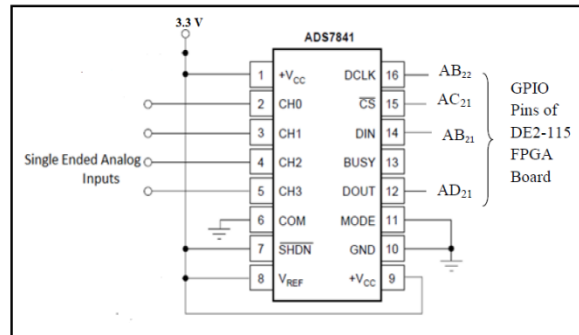 3.3 V
ADS7841
1 +VCC DCLK 16 AB22
2 CH0 CS 15 AC21
3 CH1 DIN 14 AB21
4 CH2 BUSY 13
5 CH3 DOUT 12 AD21
6 COM MODE 11
7 SHDN GND 10
8 VREF +VCC 9
Single Ended Analog
Inputs
GPIO
Pins of
DE2-115
FPGA
Board